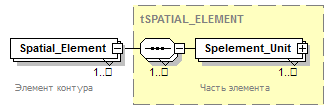 tSPATIAL_ELEMENT
Spatial_Element
Spelement_Unit
1..□
1..□
1..□
Элемент контура
Часть элемента